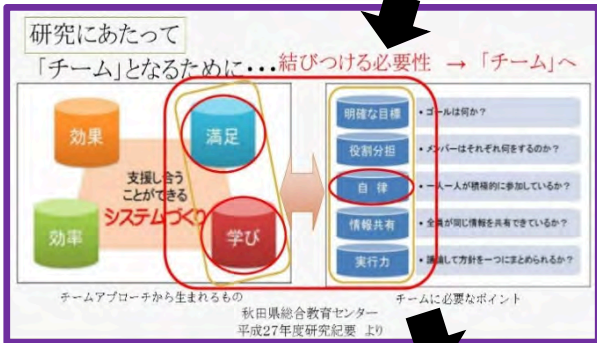 研究にあたって
「チーム」となるために・・・結びつける必要性 → 「チーム」へ
効果
満足
支援し合う
ことができる
システムづくり
効率
学び
明確な目標
・ゴールは何か？
役割分担
・メンバーはそれぞれ何をするのか？
自律
・一人一人が積極的に参加しているか？
情報共有
・全員が同じ情報を共有できているか？
実行力
・議論して方針を一つにまとめられるか？
チームアプローチから生まれるもの
チームに必要なポイント
秋田県総合教育センター
平成27年度研究紀要 より